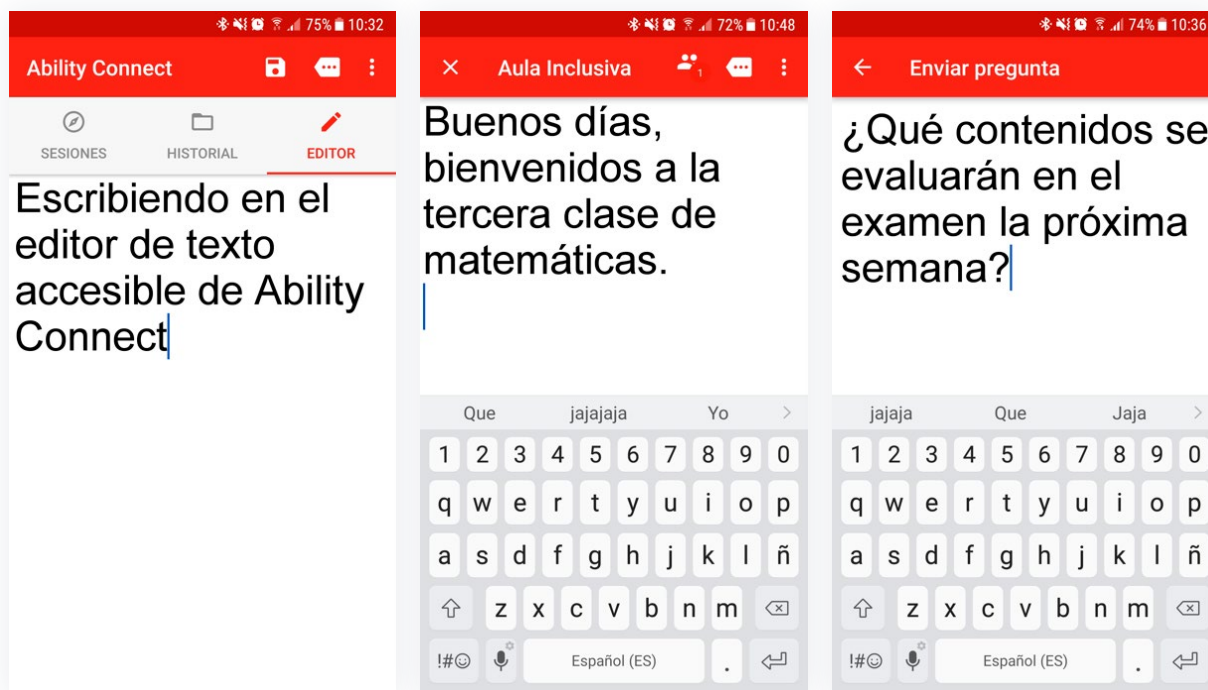 75% 10:32
Ability Connect
SESIONES HISTORIAL EDITOR
Escribiendo en el
editor de texto
accesible de Ability
Connect
72% 10:48
Aula Inclusiva 1
Buenos días,
bienvenidos a la
tercera clase de
matemáticas.
Que jajajaja Yo
1 2 3 4 5 6 7 8 9 0
q w e r t y u i o p
a s d f g h j k l ñ
z x c v b n m
!#☺ Español (ES) .
74% 10:36
Enviar pregunta
¿Qué contenidos se
evaluarán en el
examen la próxima
semana?
jajaja Que Jaja
1 2 3 4 5 6 7 8 9 0
q w e r t y u i o p
a s d f g h j k l ñ
z x c v b n m
!#☺ Español (ES) .